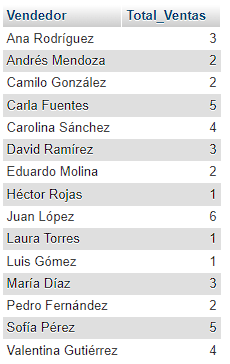 Vendedor Total_Ventas
Ana Rodríguez 3
Andrés Mendoza 2
Camilo González 2
Carla Fuentes 5
Carolina Sánchez 4
David Ramírez 3
Eduardo Molina 2
Héctor Rojas 1
Juan López 6
Laura Torres 1
Luis Gómez 1
María Díaz 3
Pedro Fernández 2
Sofía Pérez 5
Valentina Gutiérrez 4